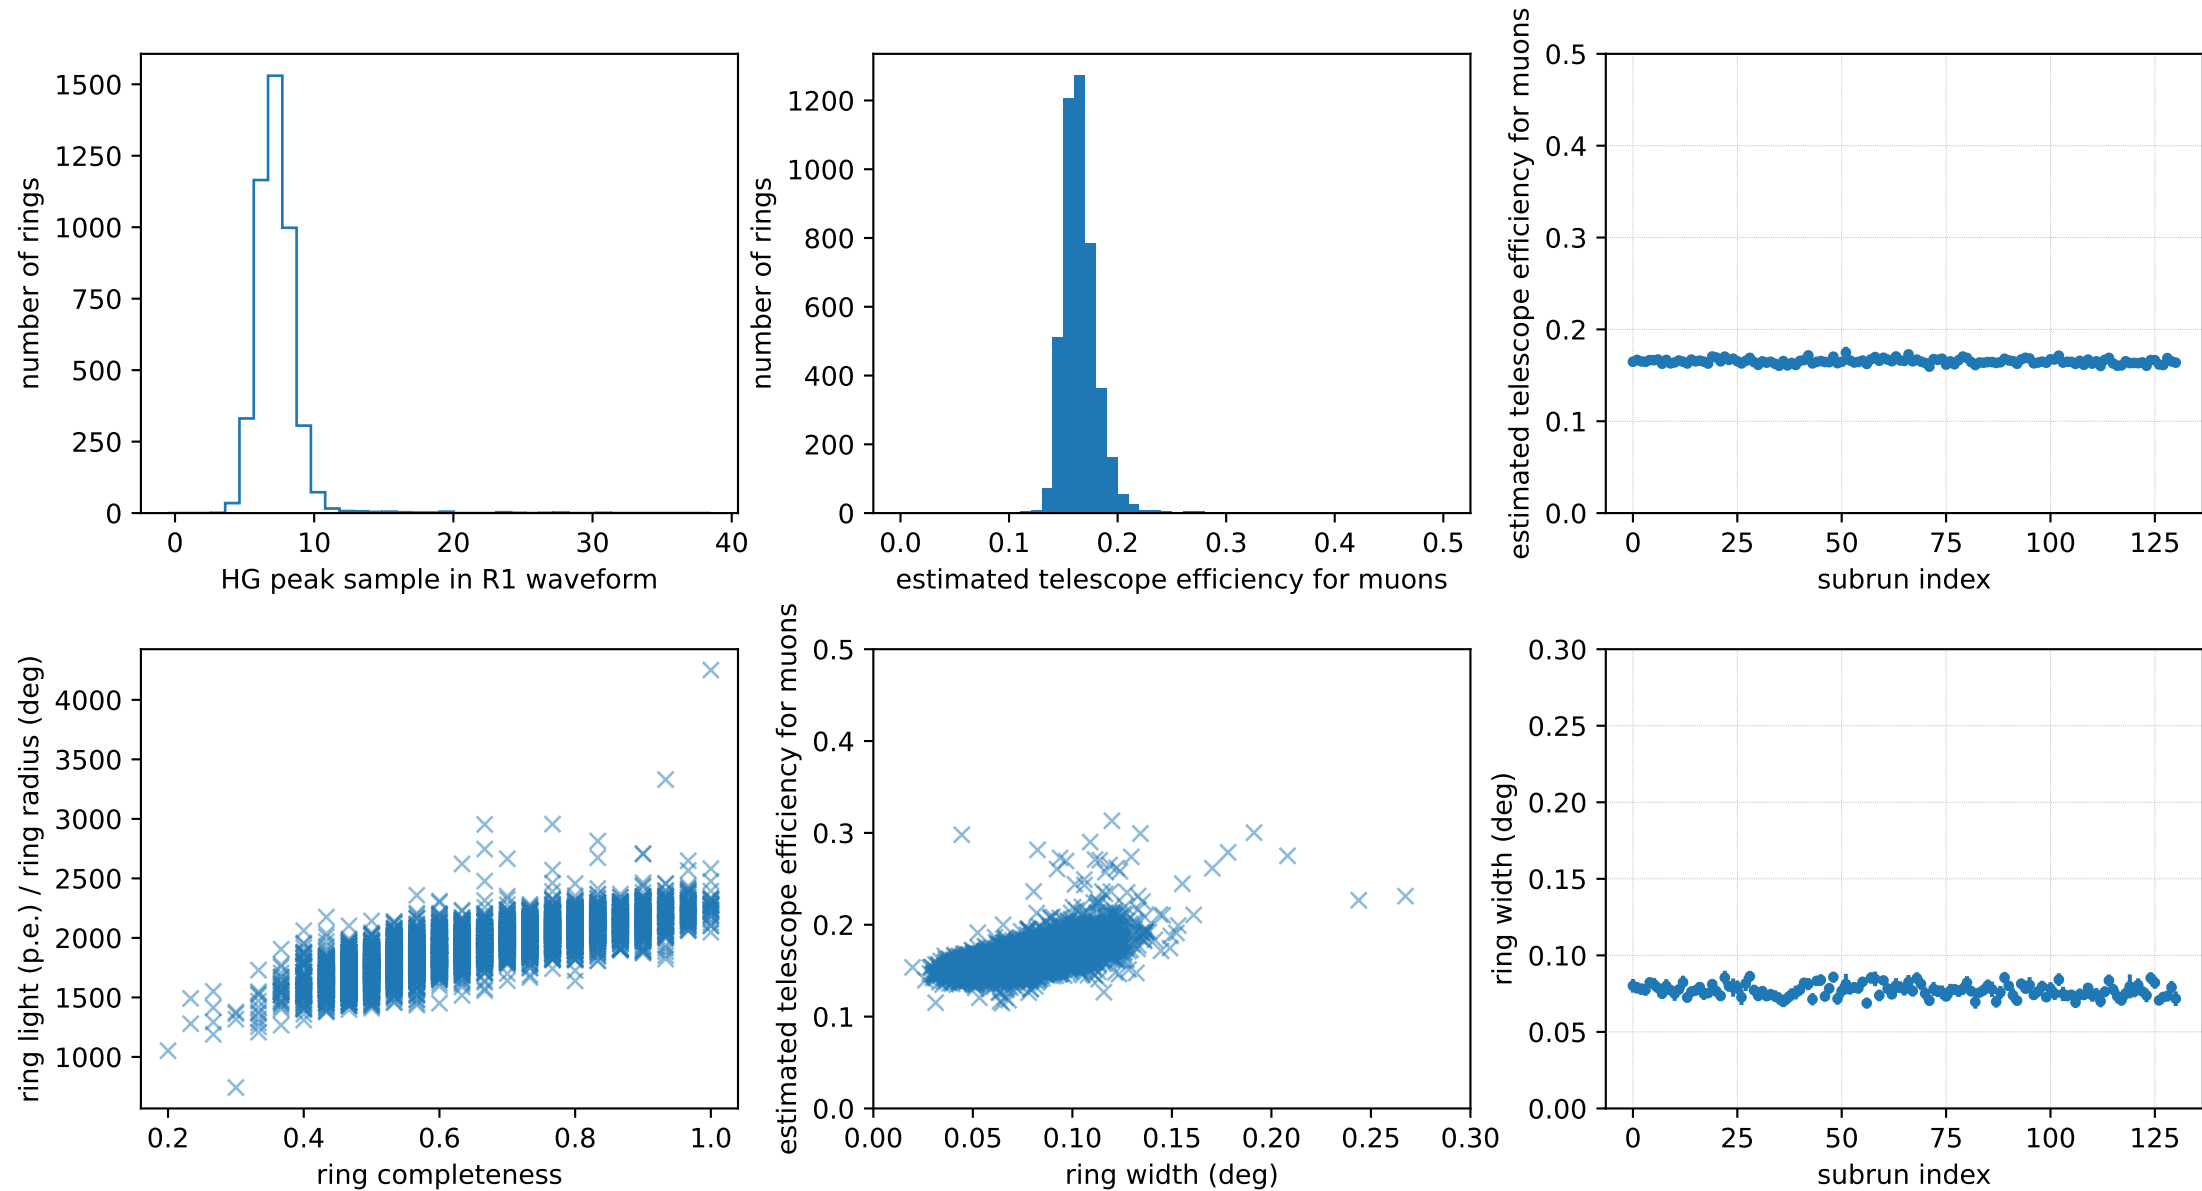 number of rings
1500
1250
1000
750
500
250
0
0 10 20 30 40
HG peak sample in R1 waveform
number of rings
1200
1000
800
600
400
200
0
0.0 0.1 0.2 0.3 0.4 0.5
estimated telescope efficiency for muons
estimated telescope efficiency for muons
0.5
0.4
0.3
0.2
0.1
0.0
0 25 50 75 100 125
subrun index
ring light (p.e.) / ring radius (deg)
4000
3500
3000
2500
2000
1500
1000
0.2 0.4 0.6 0.8 1.0
ring completeness
estimated telescope efficiency for muons
0.5
0.4
0.3
0.2
0.1
0.0
0.00 0.05 0.10 0.15 0.20 0.25 0.30
ring width (deg)
ring width (deg)
0.30
0.25
0.20
0.15
0.10
0.05
0.00
0 25 50 75 100 125
subrun index